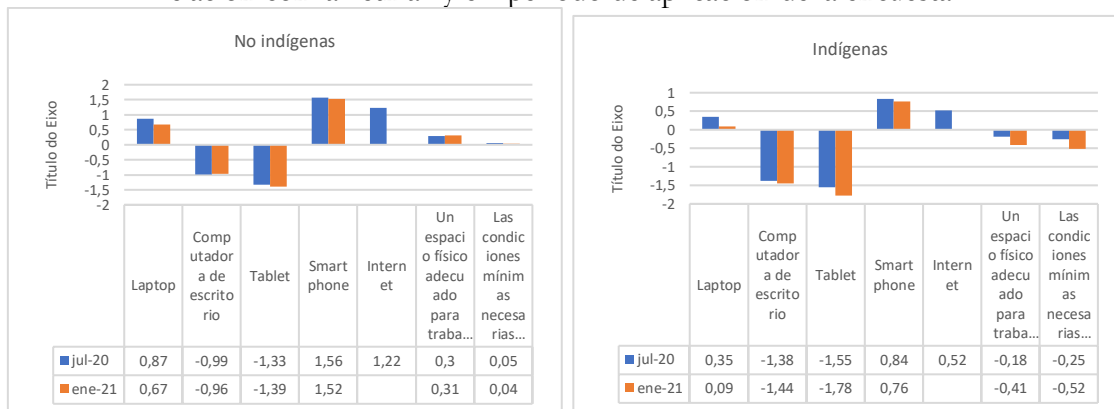 No indígenas
Título do Eixo
2
1,5
1
0,5
0
-0,5
-1
-1,5
-2
Laptop
Comp
utador
a de
escrito
rio
Tablet
Smart
phone
Intern
et
Un
espaci
o físico
adecu
ado
para
traba...
Las
condic
iones
mínim
as
necesa
rias...
jul-20 0,87 -0,99 -1,33 1,56 1,22 0,3 0,05
ene-21 0,67 -0,96 -1,39 1,52 0,31 0,04
Indígenas
Título do Eixo
1
0,5
0
-0,5
-1
-1,5
-2
Laptop
Comp
utador
a de
escrito
rio
Tablet
Smart
phone
Intern
et
Un
espaci
o físico
adecu
ado
para
traba...
Las
condic
iones
mínim
as
necesa
rias...
jul-20 0,35 -1,38 -1,55 0,84 0,52 -0,18 -0,25
ene-21 0,09 -1,44 -1,78 0,76 -0,41 -0,52